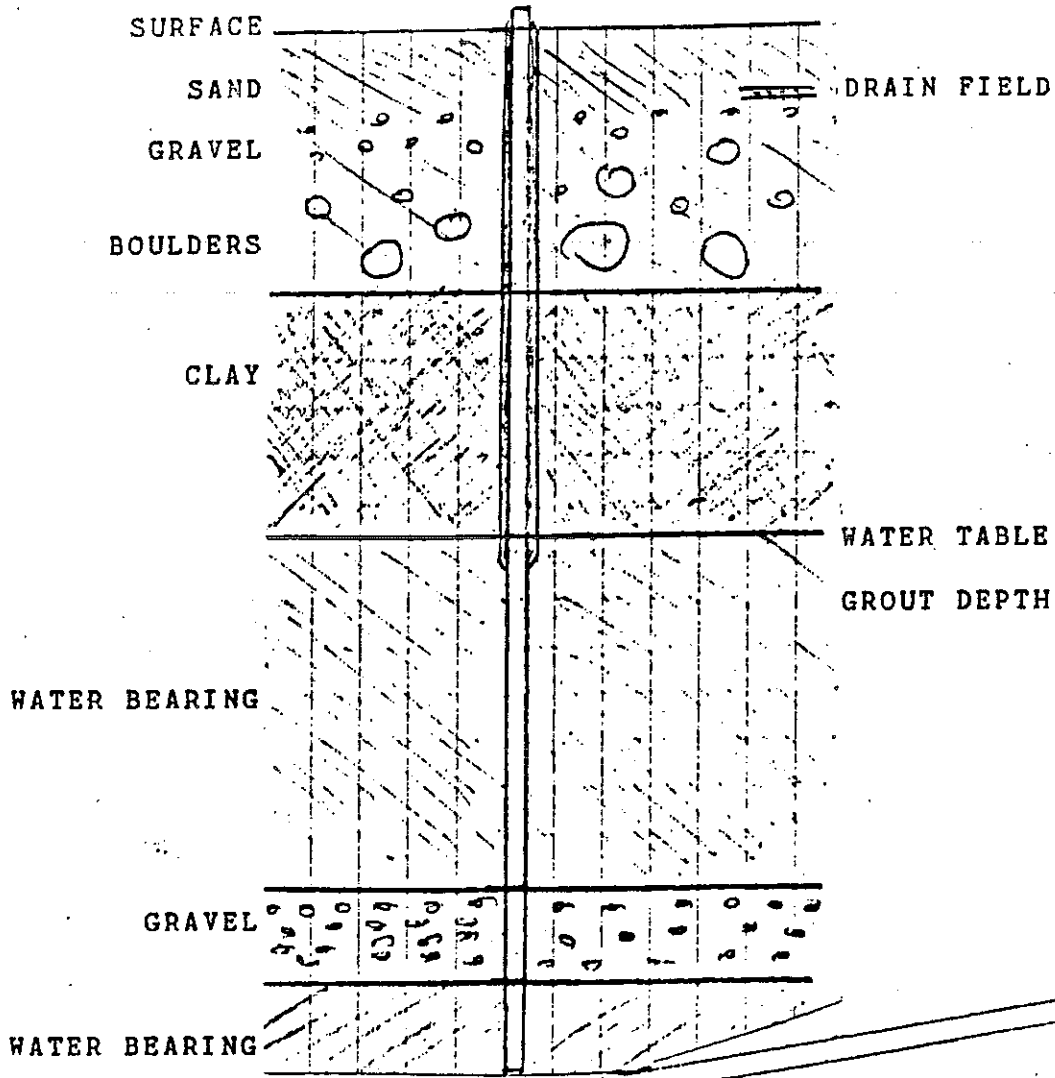 SURFACE
SAND
DRAIN FIELD
GRAVEL
BOULDERS
CLAY
WATER TABLE
GROUT DEPTH
WATER BEARING
GRAVEL
WATER BEARING